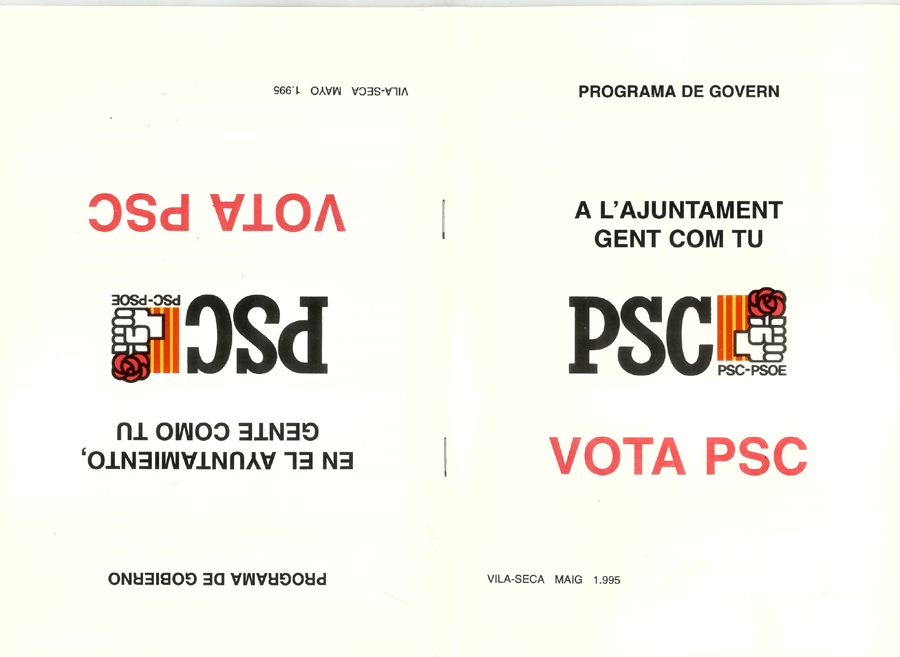 PROGRAMA DE GOVERN
A L'AJUNTAMENT
GENT COM TU
PSC
PSC-PSOE
VOTA PSC
VILA-SECA MAIG 1.995
PROGRAMA DE GOBIERNO
EN EL AYUNTAMIENTO,
GENTE COMO TU
PSC
PSC-PSOE
VOTA PSC
VILA-SECA MAYO 1.995